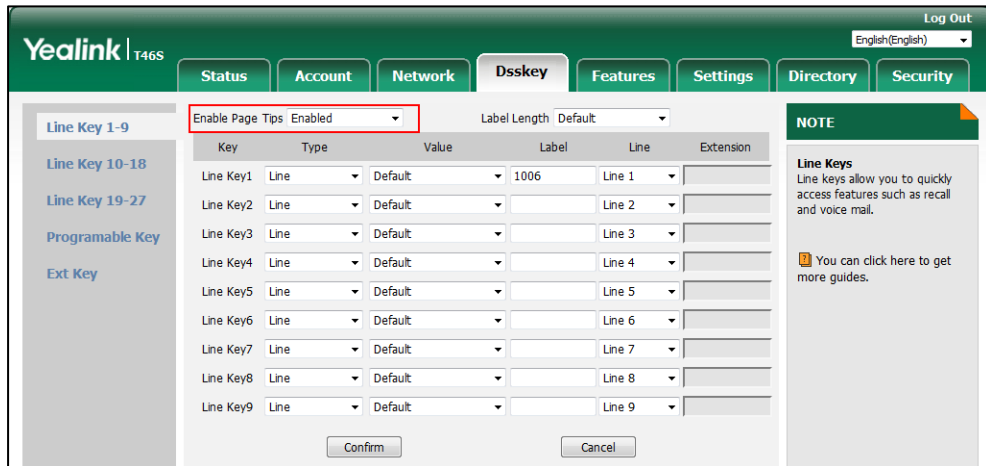 Log Out
Yealink T46S
English(English)
Status Account Network Dsskey Features Settings Directory Security
Line Key 1-9
Line Key 10-18
Line Key 19-27
Programable Key
Ext Key
Enable Page Tips Enabled Label Length Default
Key Type Value Label Line Extension
Line Key1 Line Default 1006 Line 1
Line Key2 Line Default Line 2
Line Key3 Line Default Line 3
Line Key4 Line Default Line 4
Line Key5 Line Default Line 5
Line Key6 Line Default Line 6
Line Key7 Line Default Line 7
Line Key8 Line Default Line 8
Line Key9 Line Default Line 9
Confirm Cancel
NOTE
Line Keys
Line keys allow you to quickly
access features such as recall
and voice mail.
? You can click here to get
more guides.